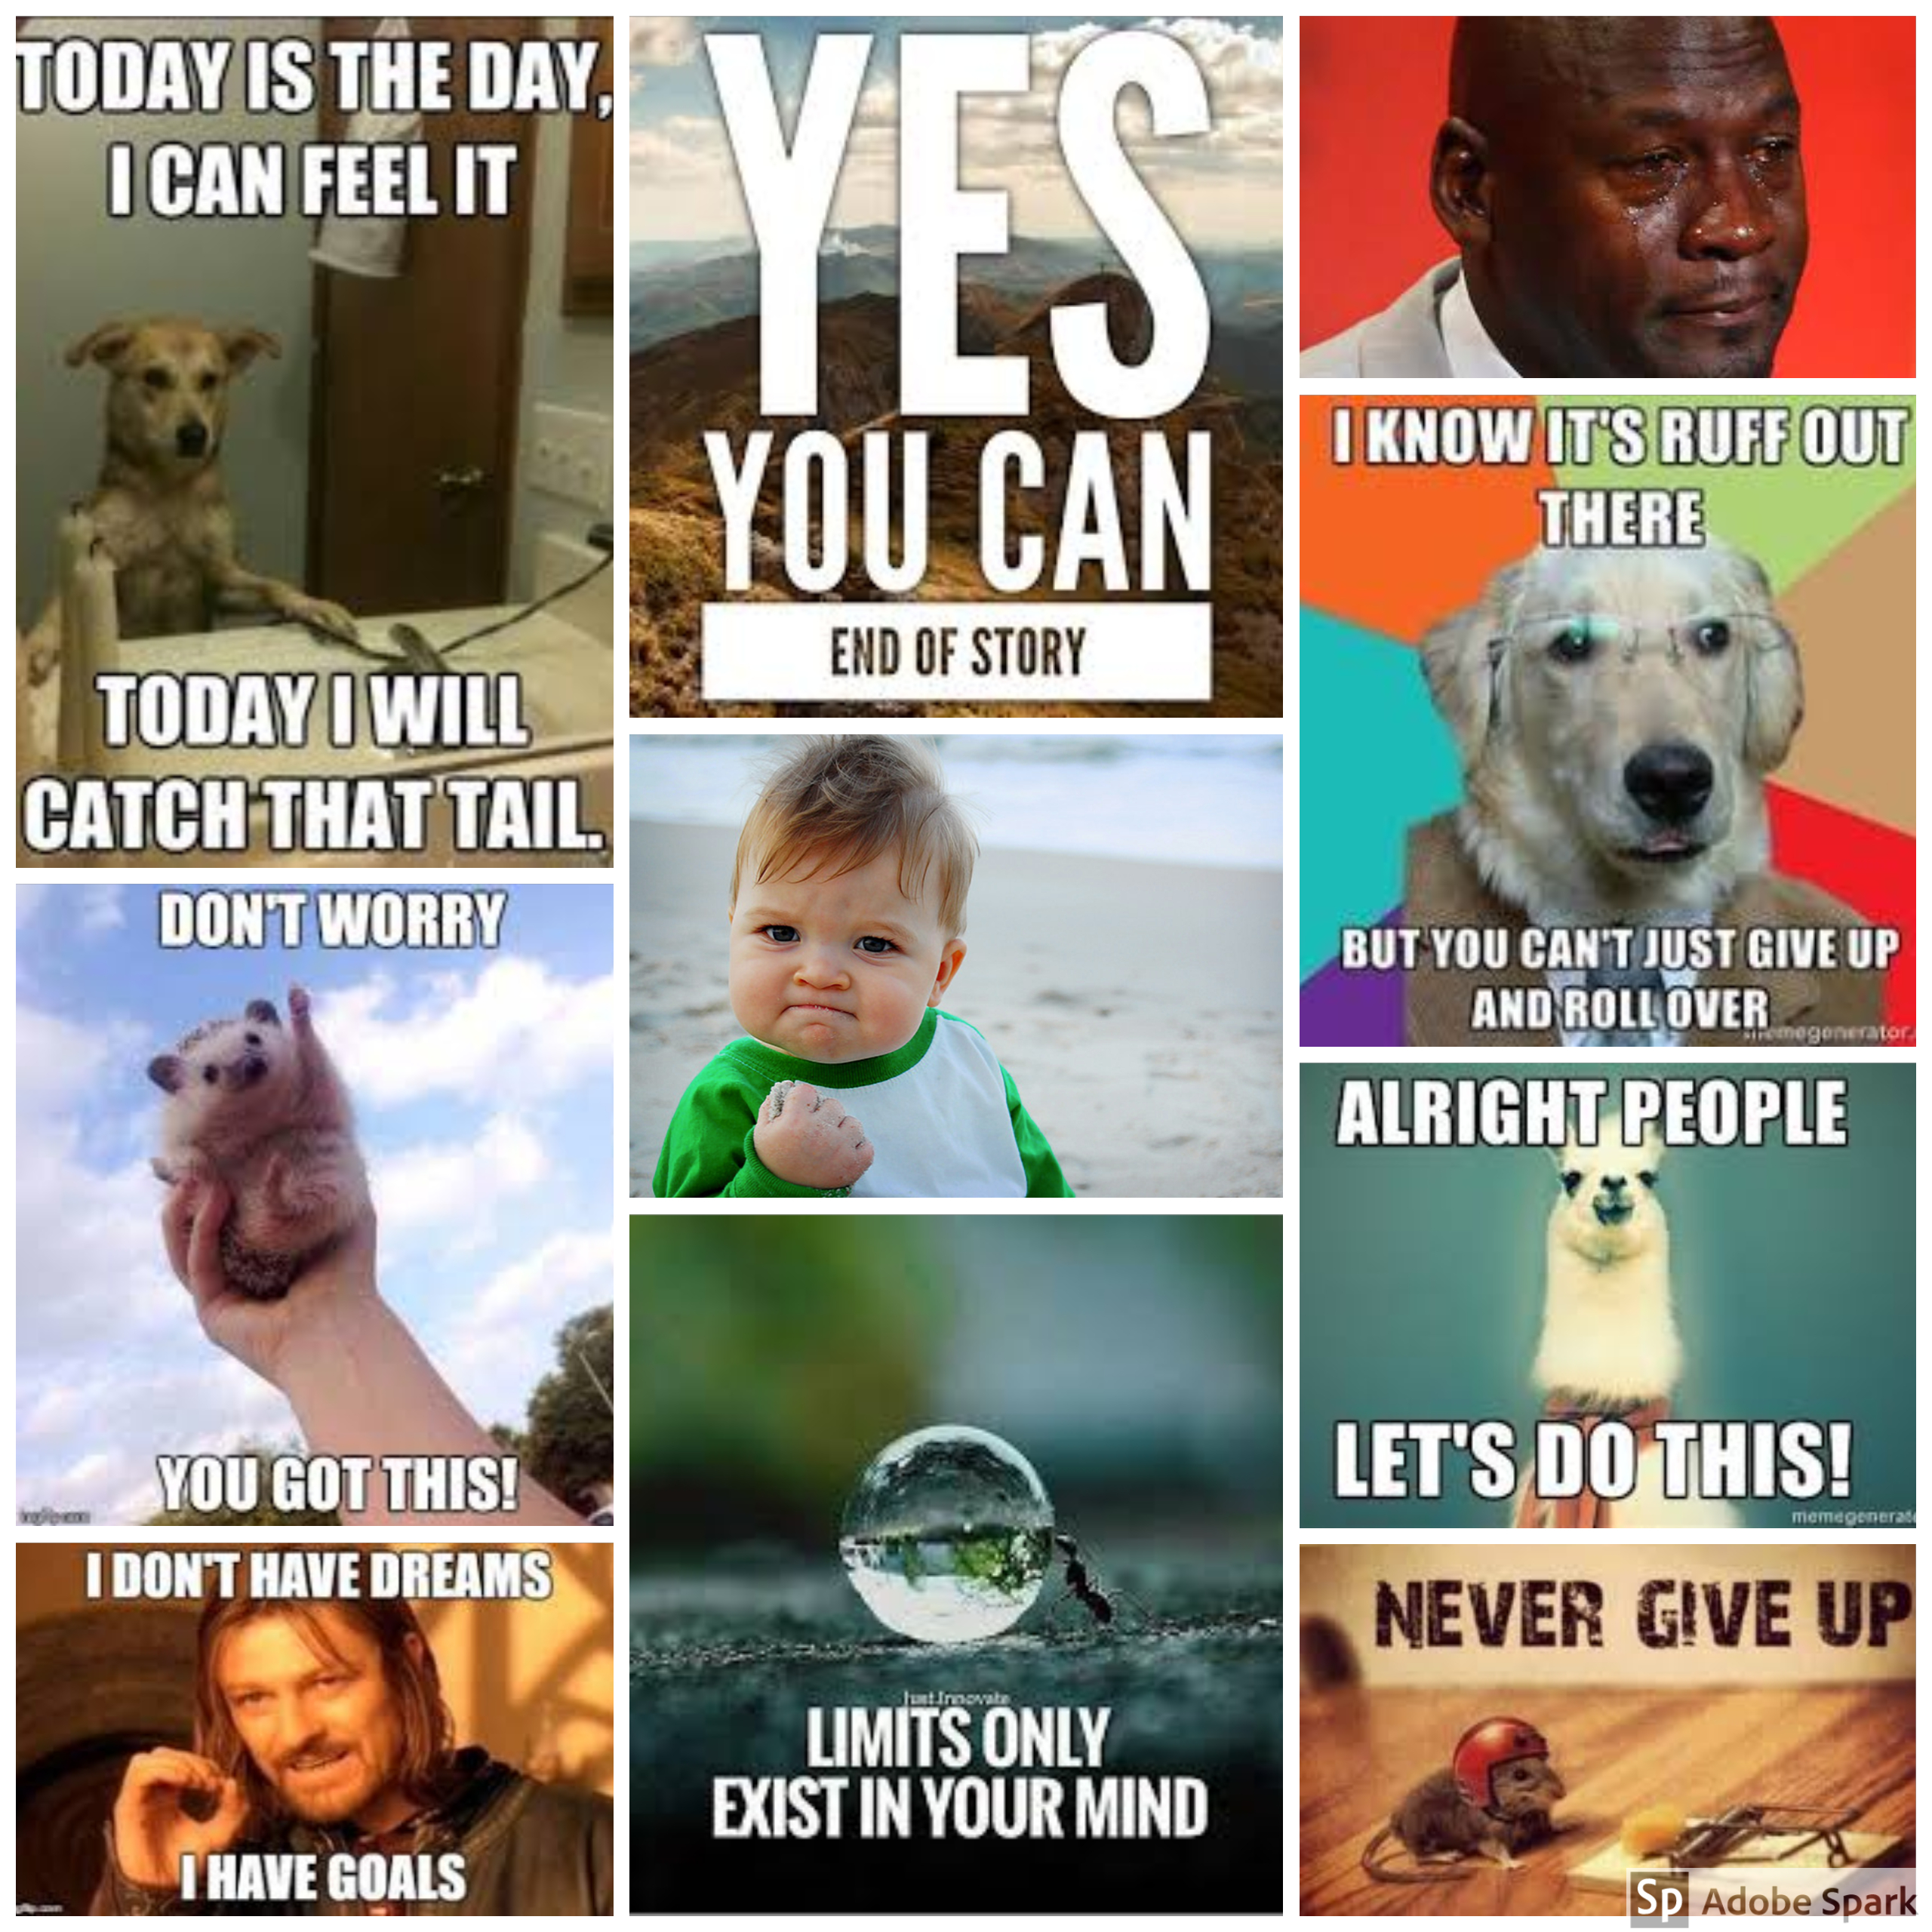 TODAY IS THE DAY,
I CAN FEEL IT
TODAY I WILL
CATCH THAT TAIL.
DON'T WORRY
YOU GOT THIS!
imgflip.com
I DON'T HAVE DREAMS
I HAVE GOALS
YES
YOU CAN
END OF STORY
Just.Innovate
LIMITS ONLY
EXIST IN YOUR MIND
I KNOW IT'S RUFF OUT
THERE
BUT YOU CAN'T JUST GIVE UP
AND ROLL OVER
memegenerator.
ALRIGHT PEOPLE
LET'S DO THIS!
memegenerat
NEVER GIVE UP
Sp Adobe Spark